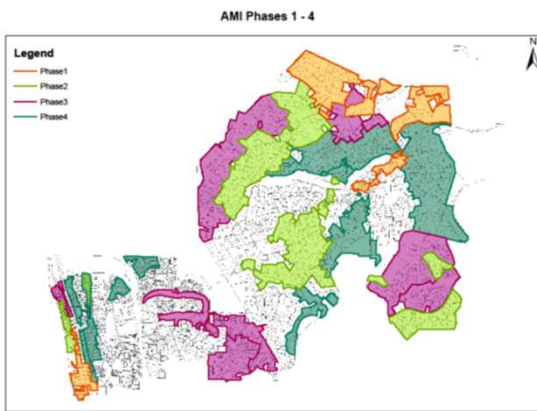 AMI Phases 1 - 4
N
Legend
Phase1
Phase2
Phase3
Phase4